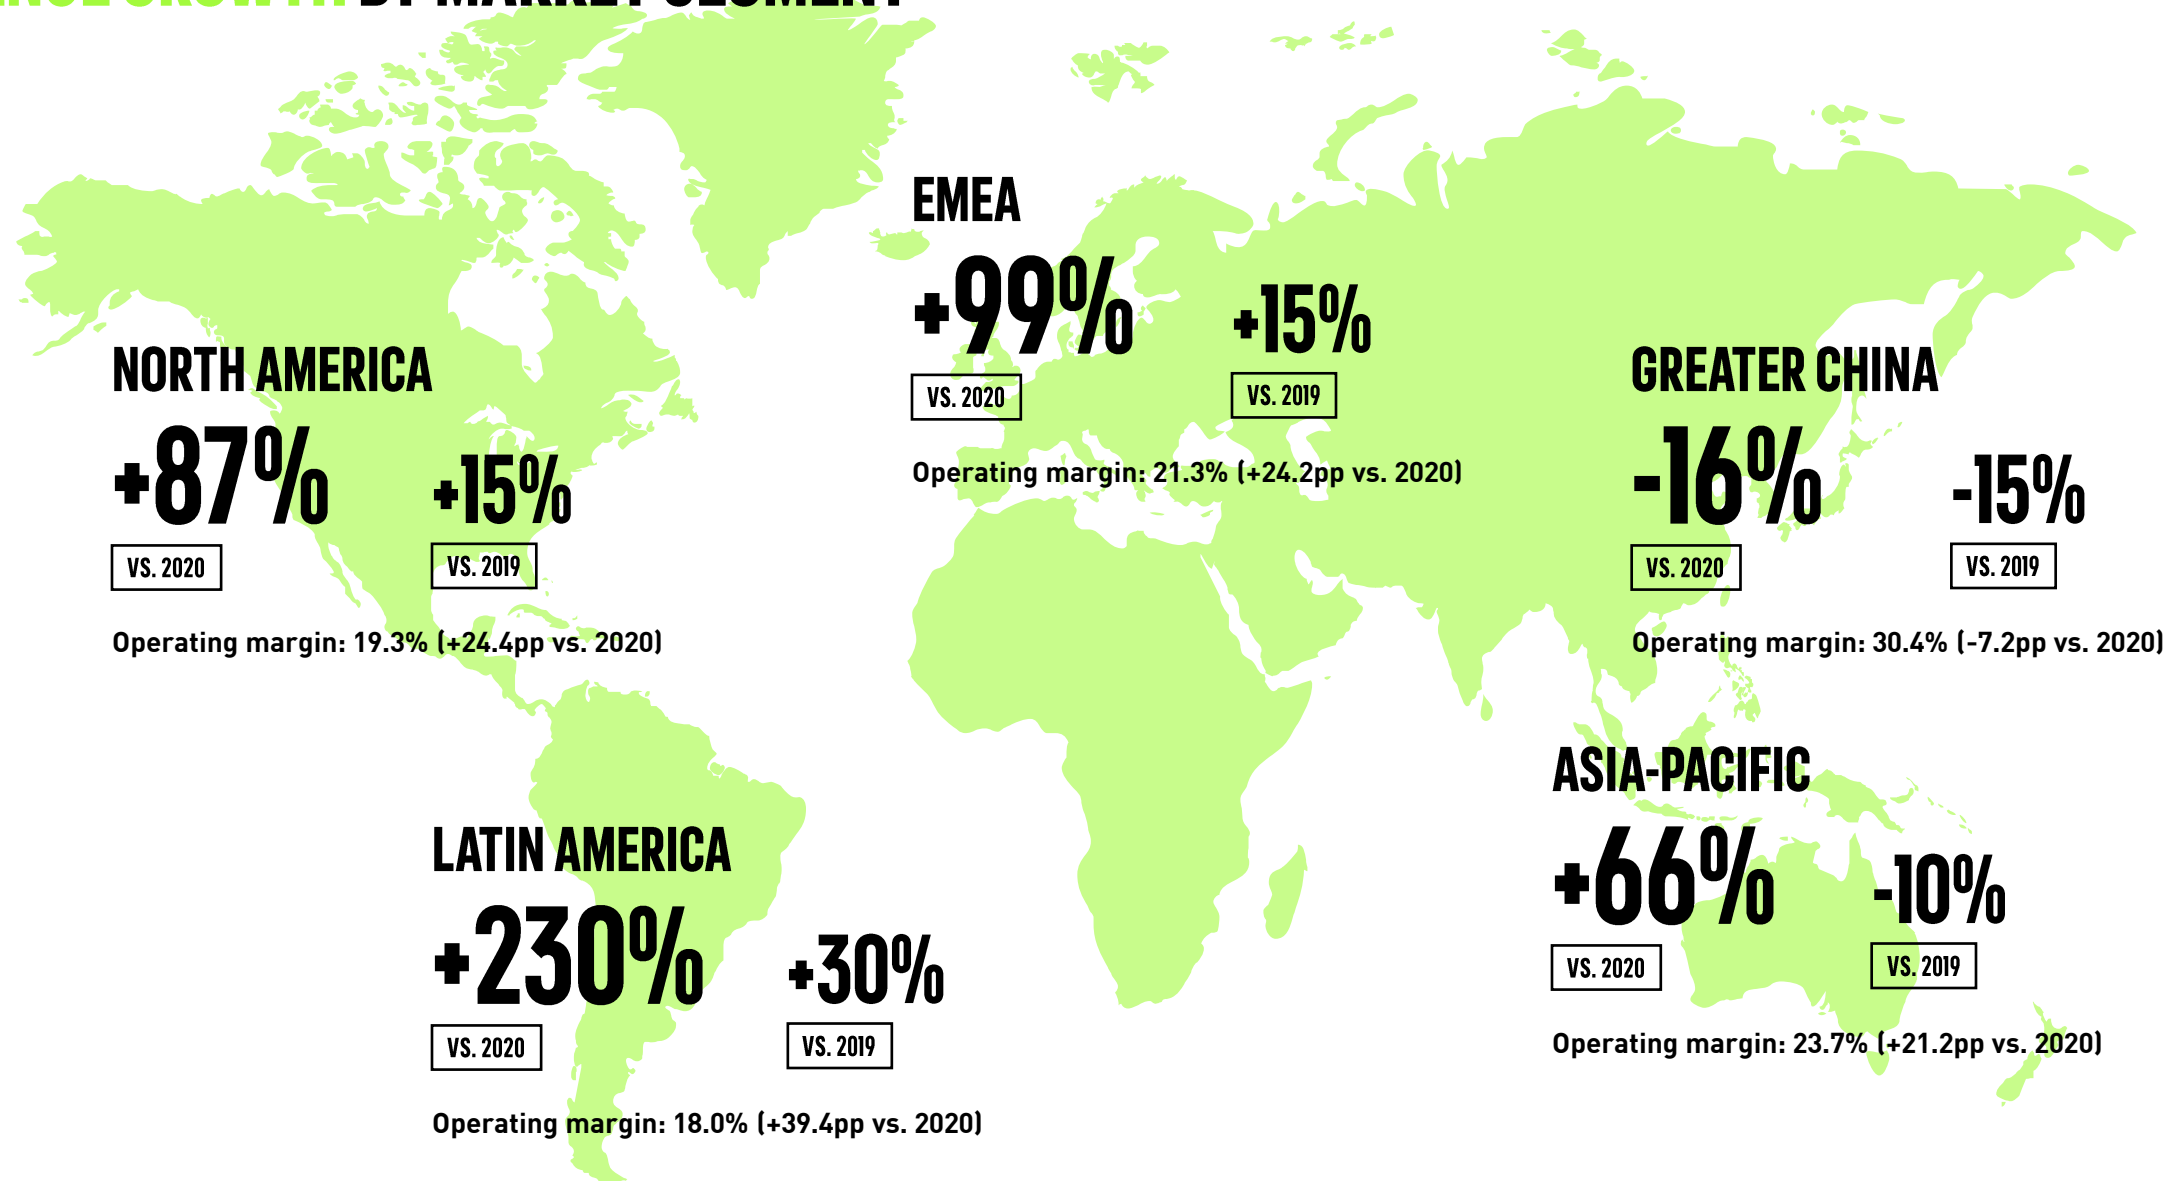 BY MARKET SEGMENT
EMEA
+99% +15%
VS. 2020 VS. 2019
Operating margin: 21.3% (+24.2pp vs. 2020)
NORTH AMERICA
+87% +15%
VS. 2020 VS. 2019
Operating margin: 19.3% (+24.4pp vs. 2020)
GREATER CHINA
-16% -15%
VS. 2020 VS. 2019
Operating margin: 30.4% (-7.2pp vs. 2020)
LATIN AMERICA
+230% +30%
VS. 2020 VS. 2019
Operating margin: 18.0% (+39.4pp vs. 2020)
ASIA-PACIFIC
+66% -10%
VS. 2020 VS. 2019
Operating margin: 23.7% (+21.2pp vs. 2020)